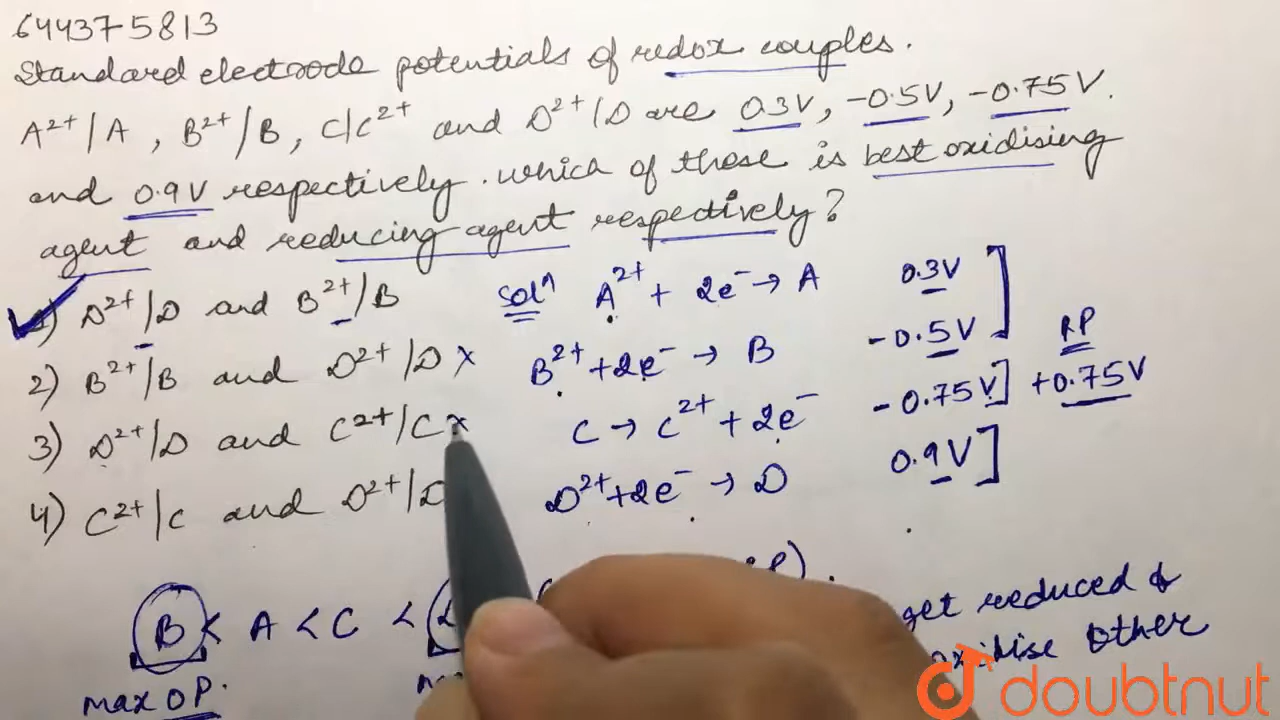 644375813
Standard electrode potentials of redox couples.
A²⁺/A, B²⁺/B, C/C²⁺ and D²⁺/D are 0.3V, -0.5V, -0.75V.
and 0.9V respectively. which of these is best oxidising
agent and reducing agent respectively?
1) D²⁺/D and B²⁺/B
2) B²⁺/B and D²⁺/D ×
3) D²⁺/D and C²⁺/C ×
4) C²⁺/C and D²⁺/D
Solⁿ A²⁺ + 2e⁻ → A 0.3V
B²⁺ + 2e⁻ → B -0.5V RP
C → C²⁺ + 2e⁻ -0.75V] +0.75V
D²⁺ + 2e⁻ → D 0.9V]
B < A < C <
max OP.
get reduced &
oxidise other
doubtnut